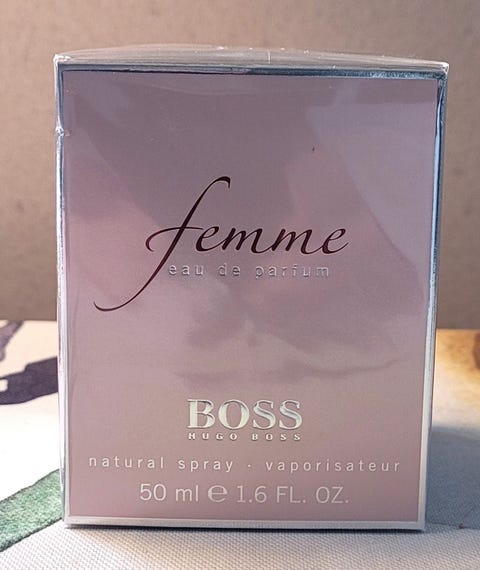 femme
eau de parfum
BOSS
HUGO BOSS
natural spray · vaporisateur
50 ml ℮ 1.6 FL. OZ.